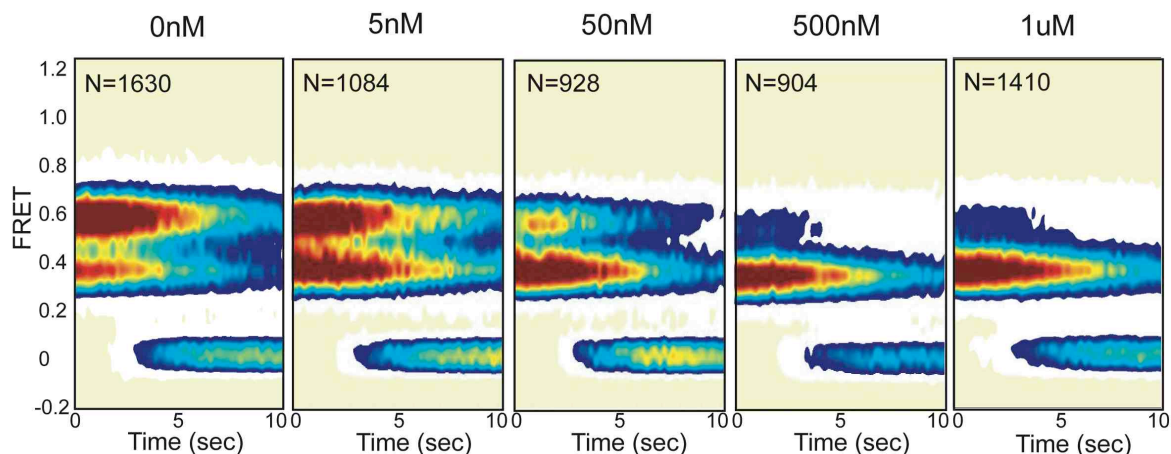 0nM 5nM 50nM 500nM 1uM
N=1630 N=1084 N=928 N=904 N=1410
FRET
1.2
1.0
0.8
0.6
0.4
0.2
0
-0.2
0 5 10 0 5 10 0 5 10 0 5 10 0 5 10
Time (sec) Time (sec) Time (sec) Time (sec) Time (sec)